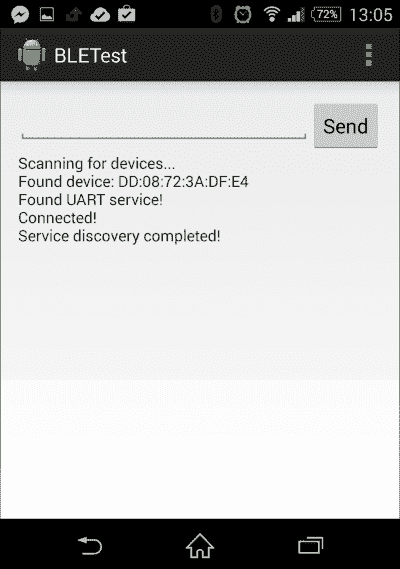 72% 13:05
BLETest
Send
Scanning for devices...
Found device: DD:08:72:3A:DF:E4
Found UART service!
Connected!
Service discovery completed!